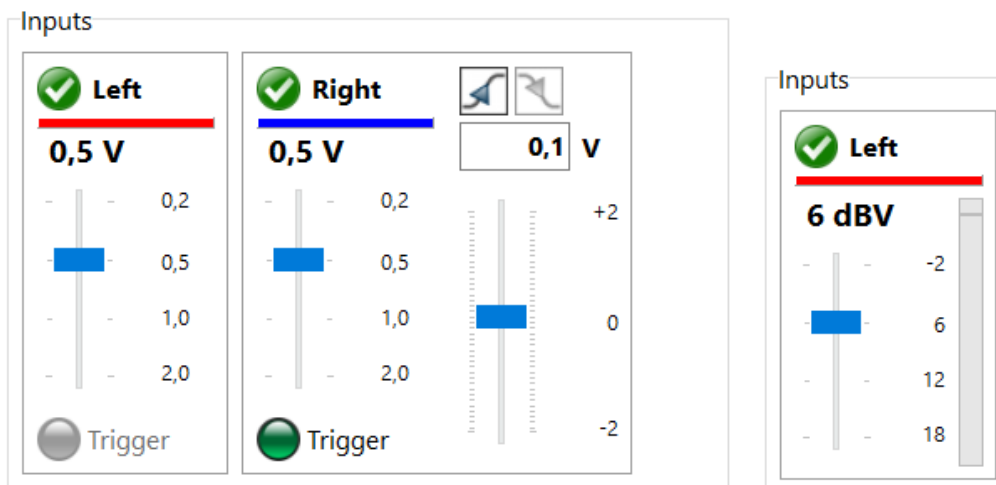 Inputs
Left
0,5 V
0,2
0,5
1,0
2,0
Trigger
Right
0,5 V
0,2
0,5
1,0
2,0
Trigger
0,1 V
+2
0
-2
Inputs
Left
6 dBV
-2
6
12
18